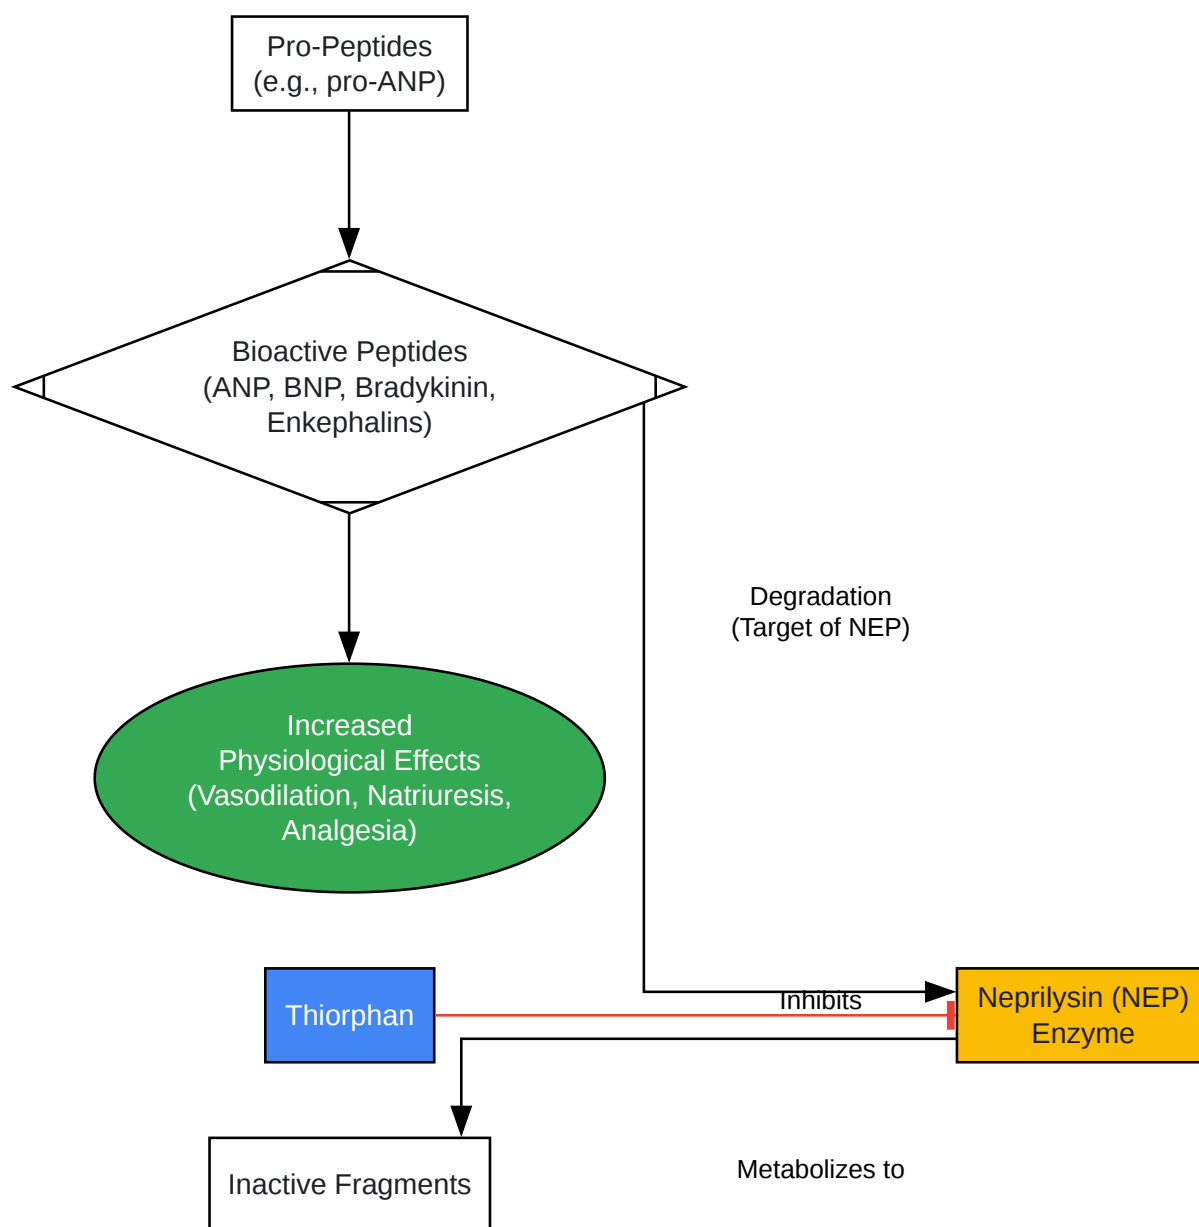 Pro-Peptides
(e.g., pro-ANP)
Bioactive Peptides
(ANP, BNP, Bradykinin,
Enkephalins)
Degradation
(Target of NEP)
Increased
Physiological Effects
(Vasodilation, Natriuresis,
Analgesia)
Thiorphan
Inhibits
Neprilysin (NEP)
Enzyme
Metabolizes to
Inactive Fragments